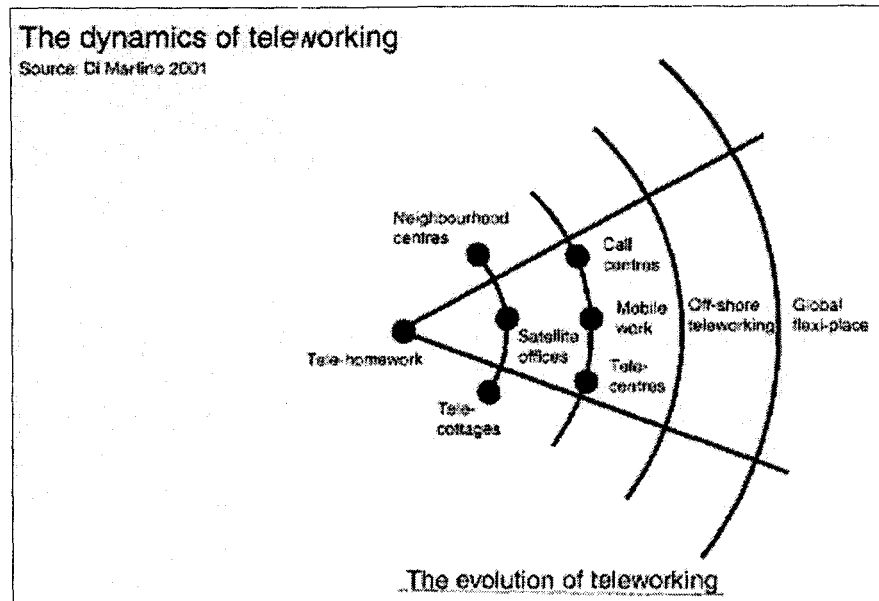 The dynamics of teleworking
Source: Di Martino 2001
Neighbourhood
centres
Call
centres
Mobile
work
Off-shore
teleworking
Global
flexi-place
Satellite
offices
Tele-homework
Tele-
centres
Tele-
cottages
The evolution of teleworking